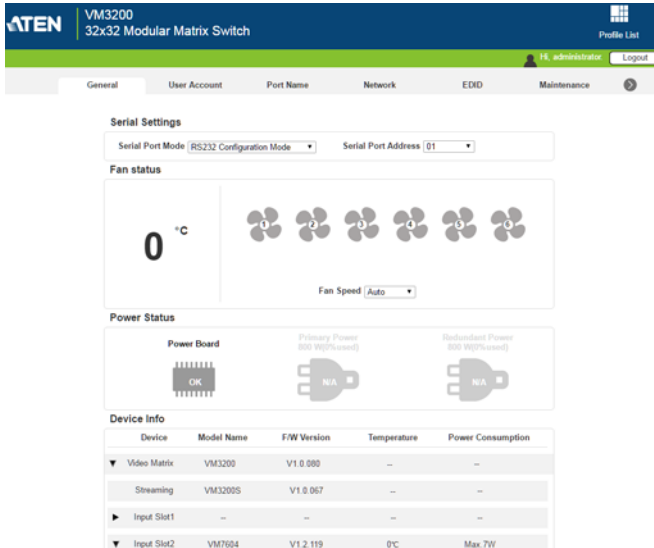 ATEN
VM3200
32x32 Modular Matrix Switch
Profile List
Hi, administrator.
Logout
General User Account Port Name Network EDID Maintenance
Serial Settings
Serial Port Mode RS232 Configuration Mode Serial Port Address 01
Fan status
0 °C
1 2 3 4 5 6
Fan Speed Auto
Power Status
Power Board Primary Power Redundant Power
800 W(0%used) 800 W(0%used)
OK N/A N/A
Device Info
Device Model Name F/W Version Temperature Power Consumption
Video Matrix VM3200 V1.0.080 -- --
Streaming VM3200S V1.0.067 -- --
Input Slot1 -- -- -- --
Input Slot2 VM7604 V1.2.119 0°C Max.7W